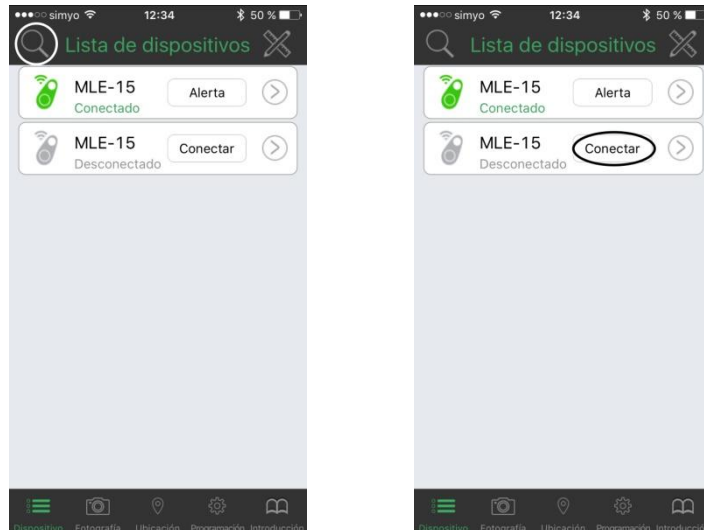 simyo 12:34 50 %
Lista de dispositivos
MLE-15
Alerta
Conectado
MLE-15
Conectar
Desconectado
Dispositivo Fotografía Ubicación Programación Introducción
simyo 12:34 50 %
Lista de dispositivos
MLE-15
Alerta
Conectado
MLE-15
Conectar
Desconectado
Dispositivo Fotografía Ubicación Programación Introducción